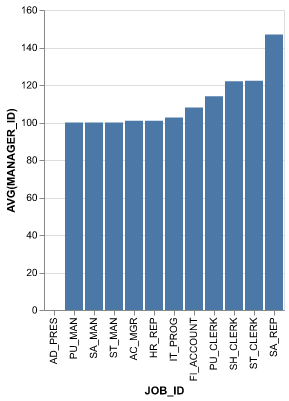 160
140
120
100
80
60
40
20
0
AVG(MANAGER_ID)
AD_PRES
PU_MAN
SA_MAN
ST_MAN
AC_MGR
HR_REP
IT_PROG
FI_ACCOUNT
PU_CLERK
SH_CLERK
ST_CLERK
SA_REP
JOB_ID